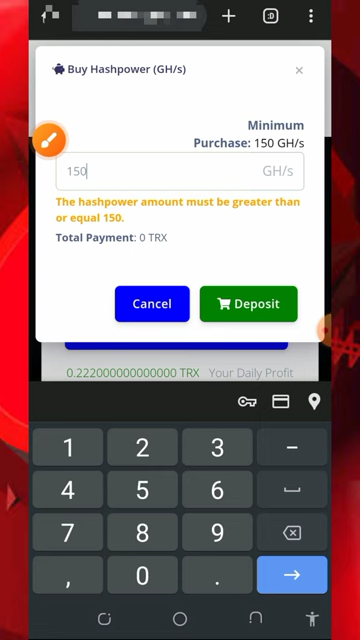 :D
Buy Hashpower (GH/s)
×
Minimum
Purchase: 150 GH/s
150
GH/s
The hashpower amount must be greater than
or equal 150.
Total Payment: 0 TRX
Cancel
Deposit
0.222000000000000 TRX
Your Daily Profit
1
2
3
−
4
5
6
7
8
9
,
0
.